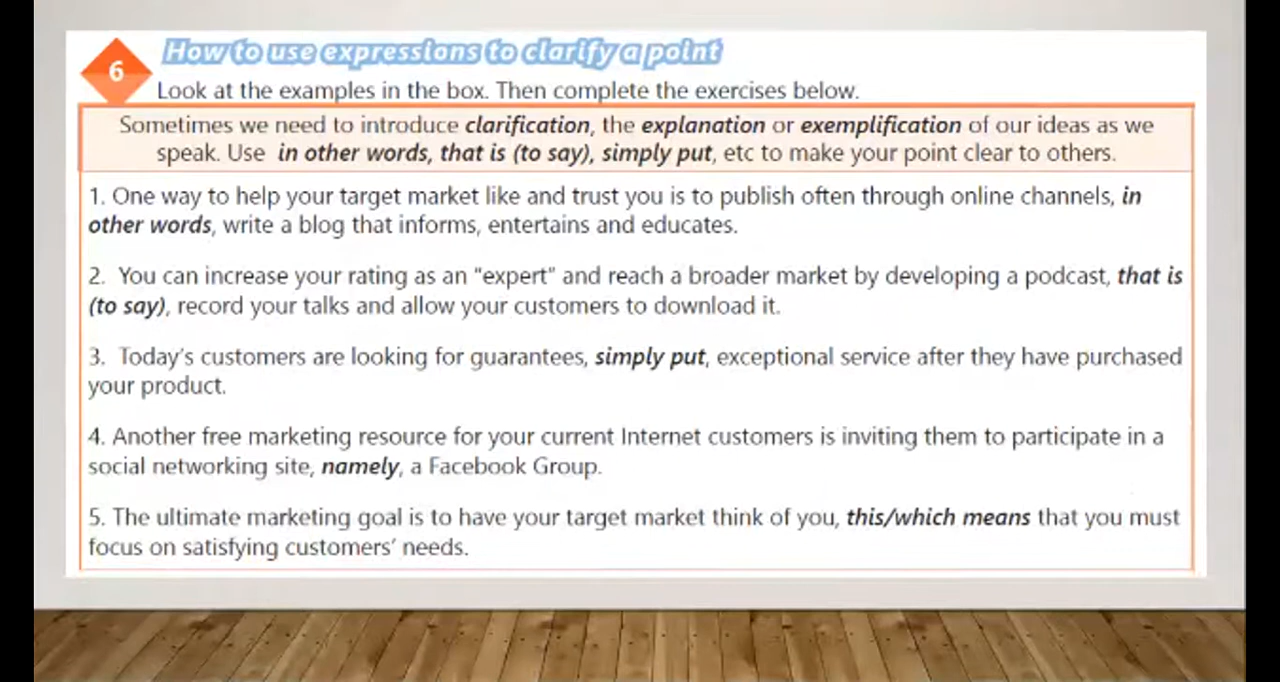 6
How to use expressions to clarify a point
Look at the examples in the box. Then complete the exercises below.
Sometimes we need to introduce clarification, the explanation or exemplification of our ideas as we
speak. Use in other words, that is (to say), simply put, etc to make your point clear to others.
1. One way to help your target market like and trust you is to publish often through online channels, in
other words, write a blog that informs, entertains and educates.
2. You can increase your rating as an "expert" and reach a broader market by developing a podcast, that is
(to say), record your talks and allow your customers to download it.
3. Today's customers are looking for guarantees, simply put, exceptional service after they have purchased
your product.
4. Another free marketing resource for your current Internet customers is inviting them to participate in a
social networking site, namely, a Facebook Group.
5. The ultimate marketing goal is to have your target market think of you, this/which means that you must
focus on satisfying customers' needs.